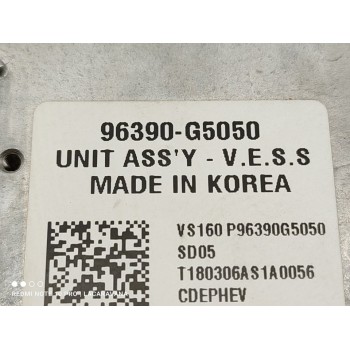 96390-G5050
UNIT ASS'Y - V.E.S.S
MADE IN KOREA
VS160 P96390G5050
SD05
T180306AS1A0056
CDEPHEV